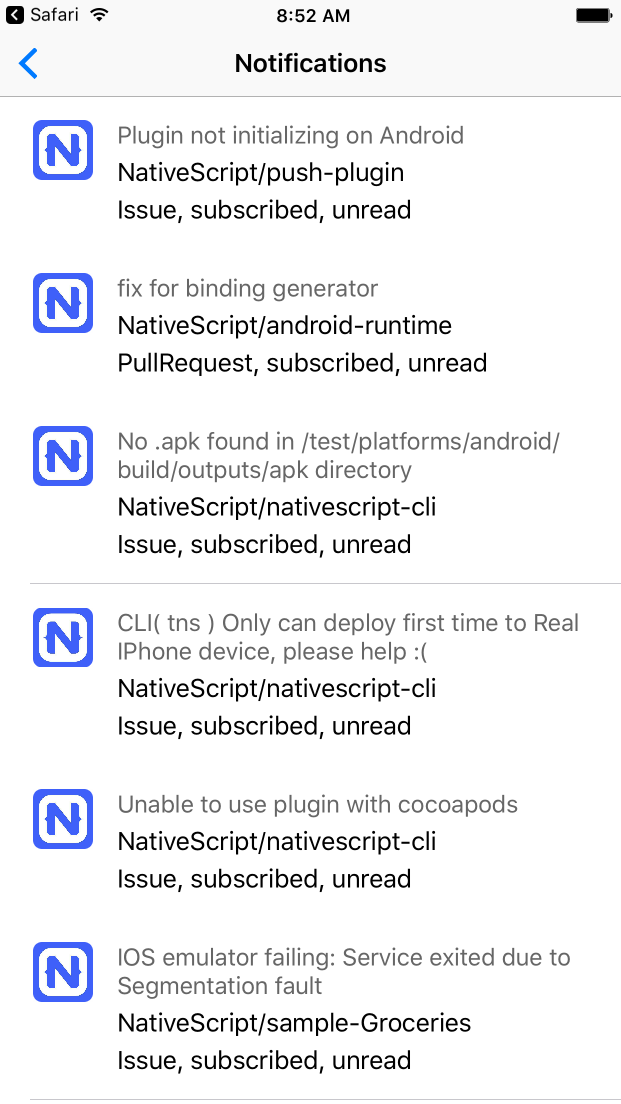 Safari 8:52 AM
Notifications
Plugin not initializing on Android
NativeScript/push-plugin
Issue, subscribed, unread
fix for binding generator
NativeScript/android-runtime
PullRequest, subscribed, unread
No .apk found in /test/platforms/android/
build/outputs/apk directory
NativeScript/nativescript-cli
Issue, subscribed, unread
CLI( tns ) Only can deploy first time to Real
IPhone device, please help :(
NativeScript/nativescript-cli
Issue, subscribed, unread
Unable to use plugin with cocoapods
NativeScript/nativescript-cli
Issue, subscribed, unread
IOS emulator failing: Service exited due to
Segmentation fault
NativeScript/sample-Groceries
Issue, subscribed, unread